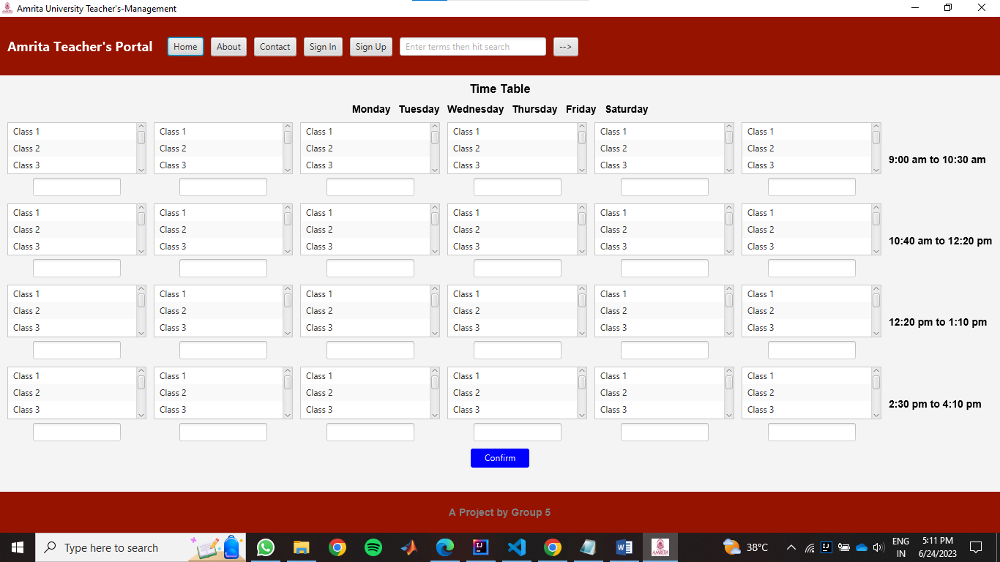 Amrita University Teacher's-Management
Amrita Teacher's Portal Home About Contact Sign In Sign Up Enter terms then hit search -->
Time Table
Monday Tuesday Wednesday Thursday Friday Saturday
Class 1 Class 1 Class 1 Class 1 Class 1 Class 1
Class 2 Class 2 Class 2 Class 2 Class 2 Class 2
Class 3 Class 3 Class 3 Class 3 Class 3 Class 3
9:00 am to 10:30 am
Class 1 Class 1 Class 1 Class 1 Class 1 Class 1
Class 2 Class 2 Class 2 Class 2 Class 2 Class 2
Class 3 Class 3 Class 3 Class 3 Class 3 Class 3
10:40 am to 12:20 pm
Class 1 Class 1 Class 1 Class 1 Class 1 Class 1
Class 2 Class 2 Class 2 Class 2 Class 2 Class 2
Class 3 Class 3 Class 3 Class 3 Class 3 Class 3
12:20 pm to 1:10 pm
Class 1 Class 1 Class 1 Class 1 Class 1 Class 1
Class 2 Class 2 Class 2 Class 2 Class 2 Class 2
Class 3 Class 3 Class 3 Class 3 Class 3 Class 3
2:30 pm to 4:10 pm
Confirm
A Project by Group 5
Type here to search
38°C
ENG
IN
5:11 PM
6/24/2023